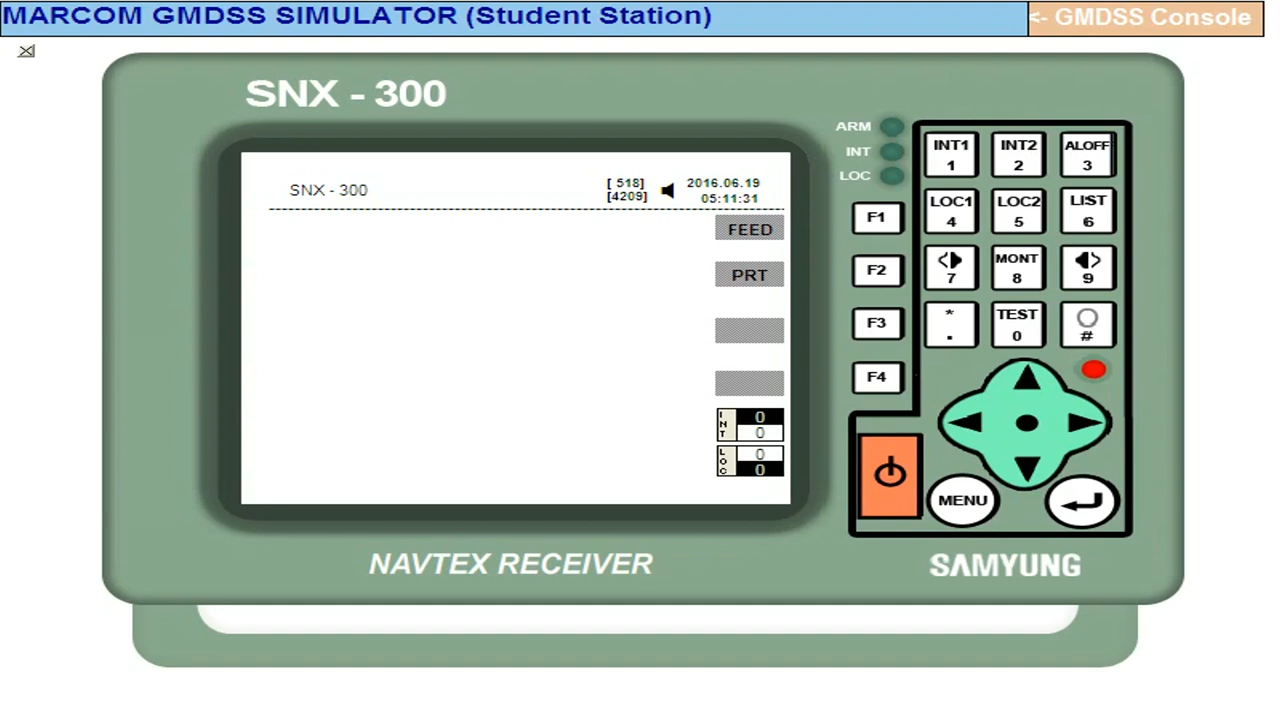 MARCOM GMDSS SIMULATOR (Student Station)
<- GMDSS Console
SNX - 300
SNX - 300
[ 518]
[4209]
2016.06.19
05:11:31
FEED
PRT
INT
0
0
LOC
0
0
ARM
INT
LOC
F1
F2
F3
F4
INT1
1
INT2
2
ALOFF
3
LOC1
4
LOC2
5
LIST
6
7
MONT
8
9
*
.
TEST
0
#
MENU
NAVTEX RECEIVER
SAMYUNG